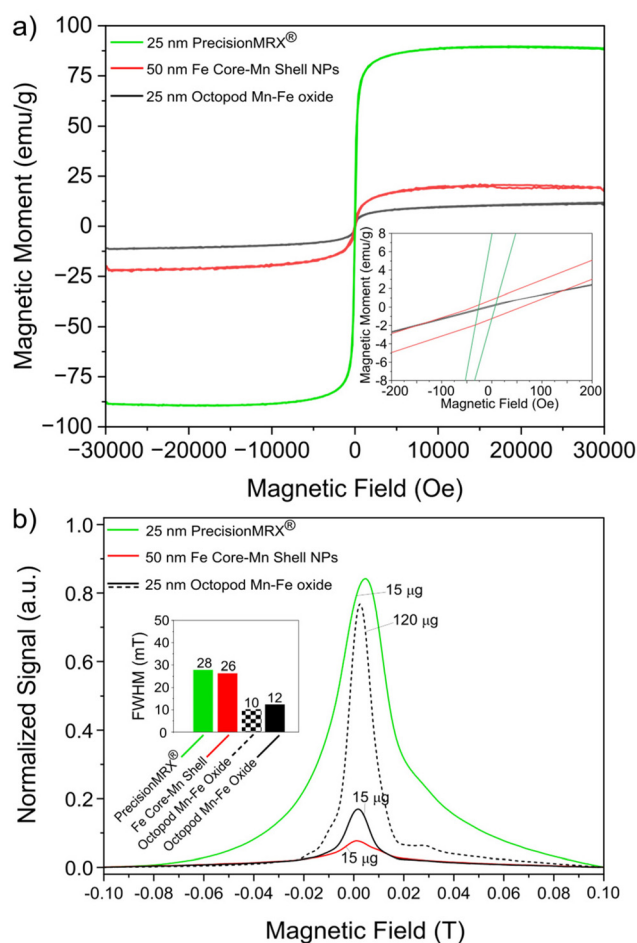 a)
25 nm PrecisionMRX®
50 nm Fe Core-Mn Shell NPs
25 nm Octopod Mn-Fe oxide
Magnetic Moment (emu/g)
100
75
50
25
0
−25
−50
−75
−100
−30000 −20000 −10000 0 10000 20000 30000
Magnetic Field (Oe)
Magnetic Moment (emu/g)
8
6
4
2
0
-2
-4
-6
-8
-200 -100 0 100 200
Magnetic Field (Oe)
b)
25 nm PrecisionMRX®
50 nm Fe Core-Mn Shell NPs
25 nm Octopod Mn-Fe oxide
Normalized Signal (a.u.)
1.0
0.8
0.6
0.4
0.2
0.0
15 µg
120 µg
15 µg
15 µg
FWHM (mT)
50
40
30
20
10
0
28 26 10 12
PrecisionMRX®
Fe Core-Mn Shell
Octopod Mn-Fe Oxide
Octopod Mn-Fe Oxide
-0.10 -0.08 -0.06 -0.04 -0.02 0.00 0.02 0.04 0.06 0.08 0.10
Magnetic Field (T)